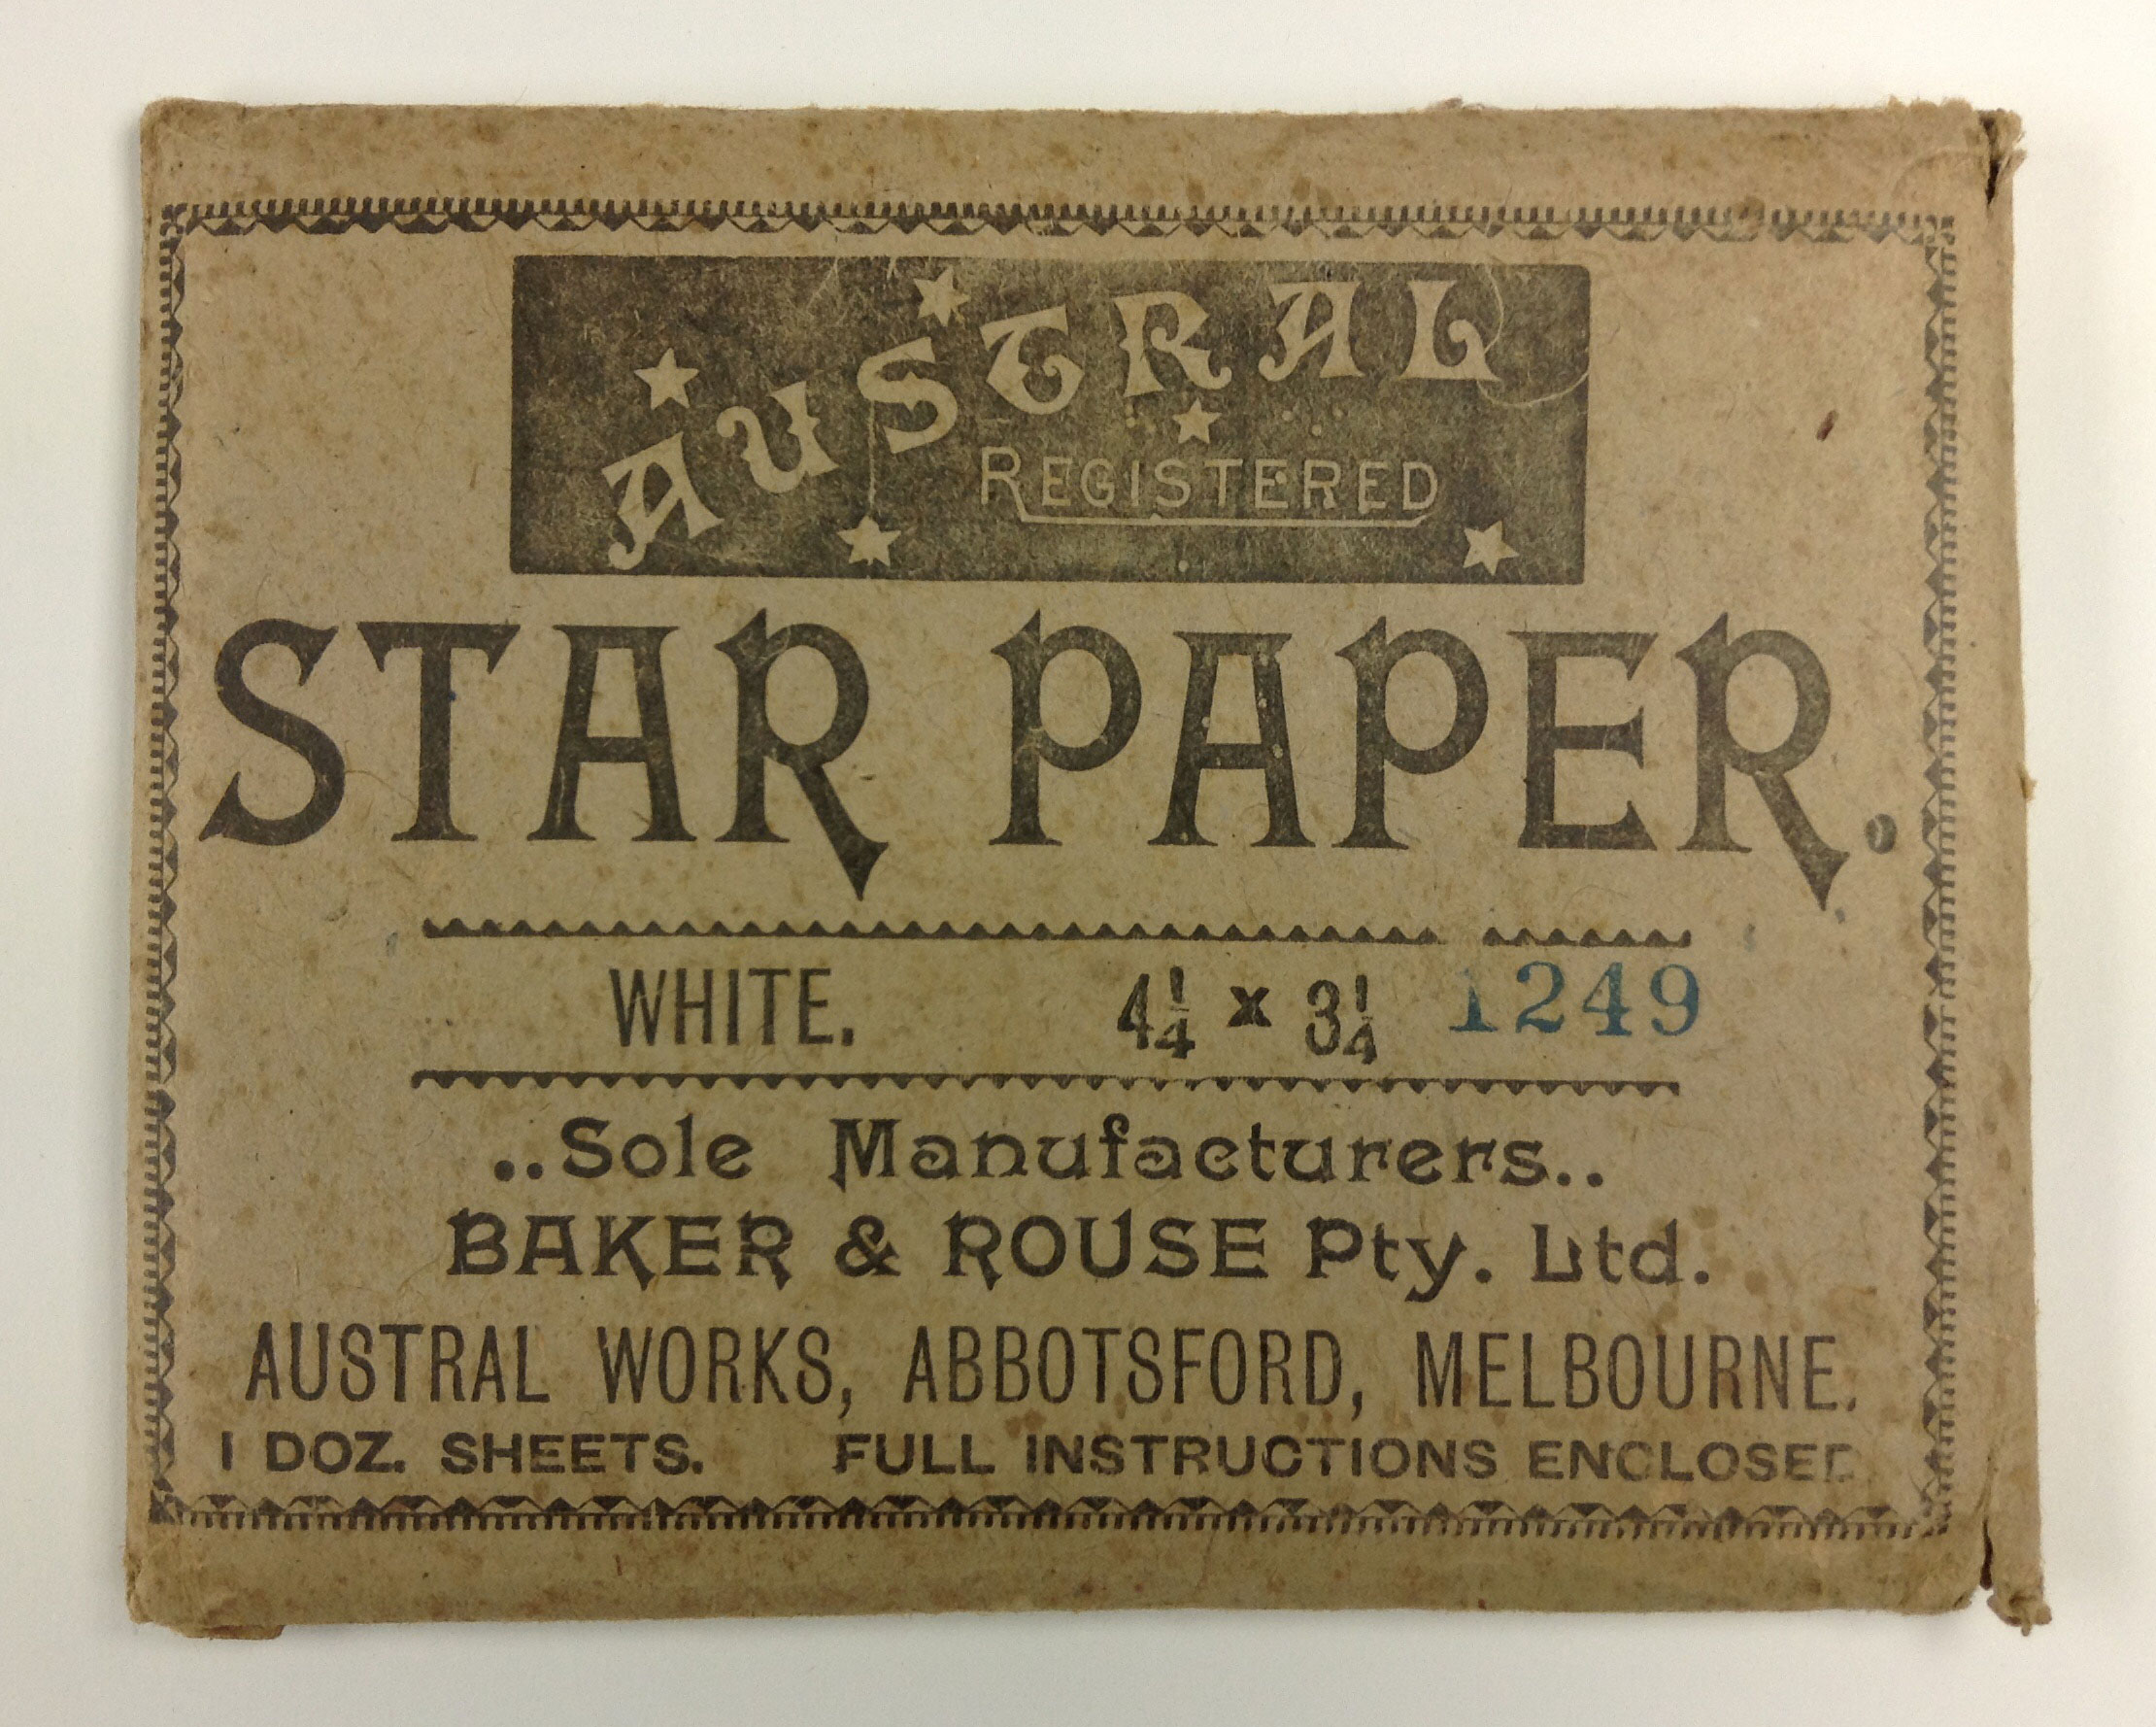 AUSTRAL
REGISTERED
STAR PAPER.
WHITE. 4¼ x 3¼ 1249
..Sole Manufacturers..
BAKER & ROUSE Pty. Ltd.
AUSTRAL WORKS, ABBOTSFORD, MELBOURNE.
1 DOZ. SHEETS. FULL INSTRUCTIONS ENCLOSED